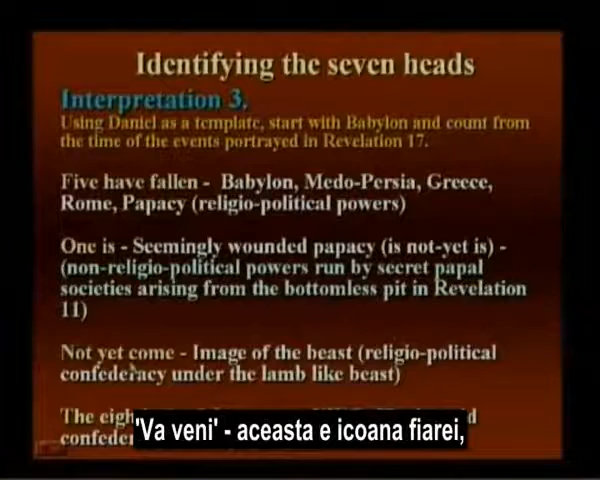 Identifying the seven heads
Interpretation 3.
Using Daniel as a template, start with Babylon and count from
the time of the events portrayed in Revelation 17.
Five have fallen - Babylon, Medo-Persia, Greece,
Rome, Papacy (religio-political powers)
One is - Seemingly wounded papacy (is not-yet is) -
(non-religio-political powers run by secret papal
societies arising from the bottomless pit in Revelation
11)
Not yet come - Image of the beast (religio-political
confederacy under the lamb like beast)
The
'Va veni' - aceasta e icoana fiarei,